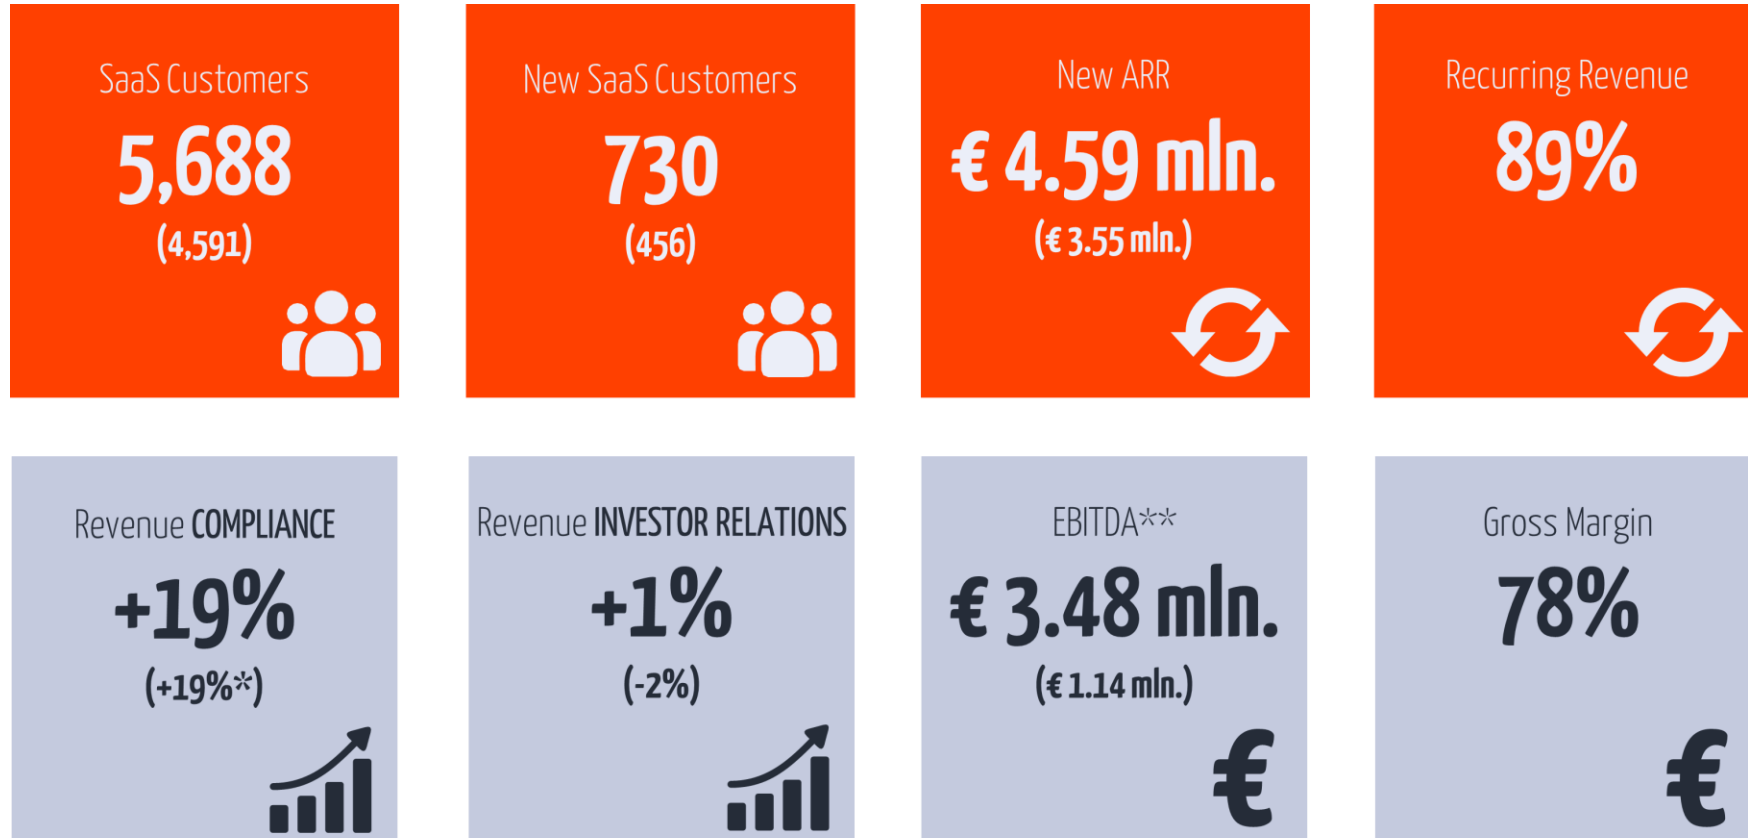 SaaS Customers
5,688
(4,591)
New SaaS Customers
730
(456)
New ARR
€ 4.59 mln.
(€ 3.55 mln.)
Recurring Revenue
89%
Revenue COMPLIANCE
+19%
(+19%*)
Revenue INVESTOR RELATIONS
+1%
(-2%)
EBITDA**
€ 3.48 mln.
(€ 1.14 mln.)
Gross Margin
78%
€
€